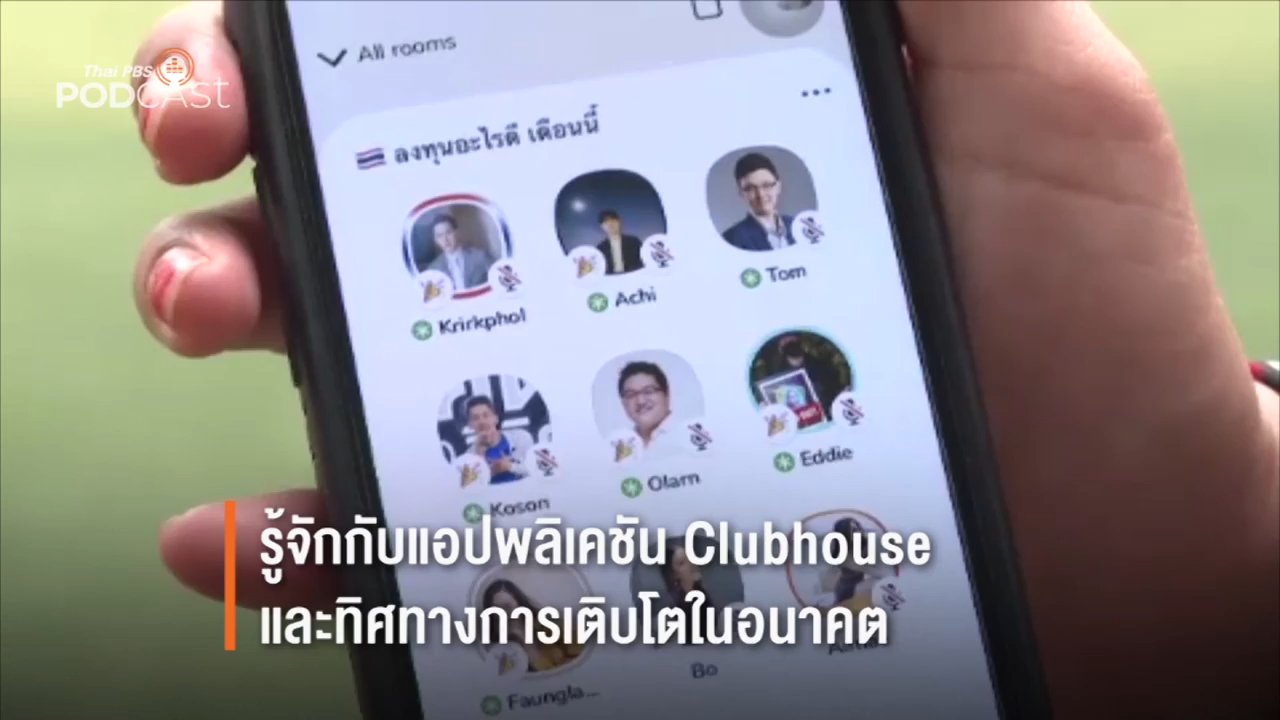 All rooms
Thai PBS
PODCAST
🇹🇭 ลงทุนอะไรดี เดือนนี้
Krirkphol
Achi
Tom
Koson
Olarn
Eddie
รู้จักกับแอปพลิเคชัน Clubhouse
และทิศทางการเติบโตในอนาคต
Faungla...
Bo